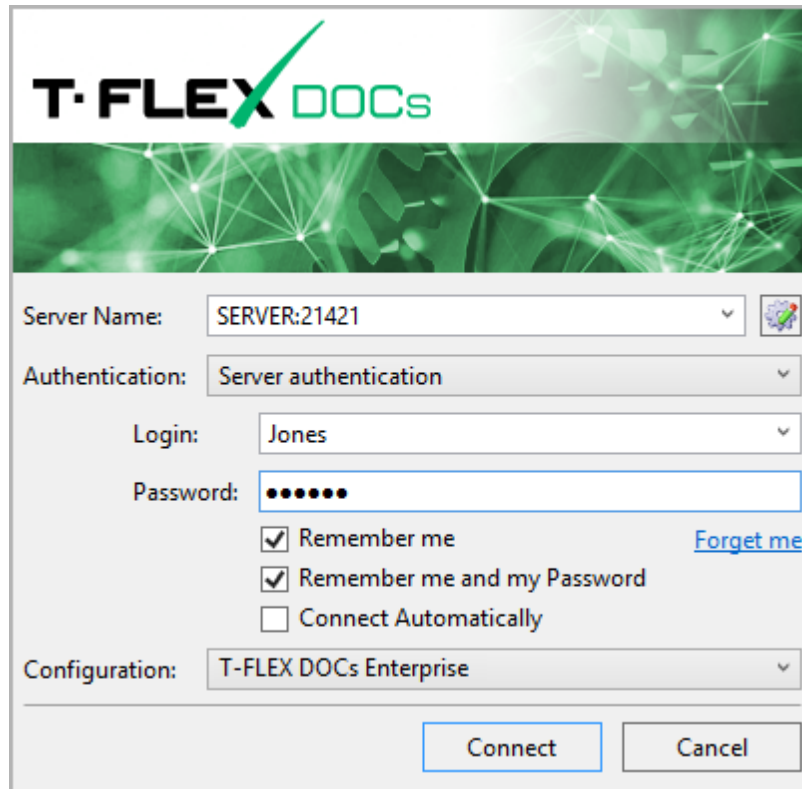 T-FLEX DOCs
Server Name: SERVER:21421
Authentication: Server authentication
Login: Jones
Password: ••••••
Remember me Forget me
Remember me and my Password
Connect Automatically
Configuration: T-FLEX DOCs Enterprise
Connect Cancel